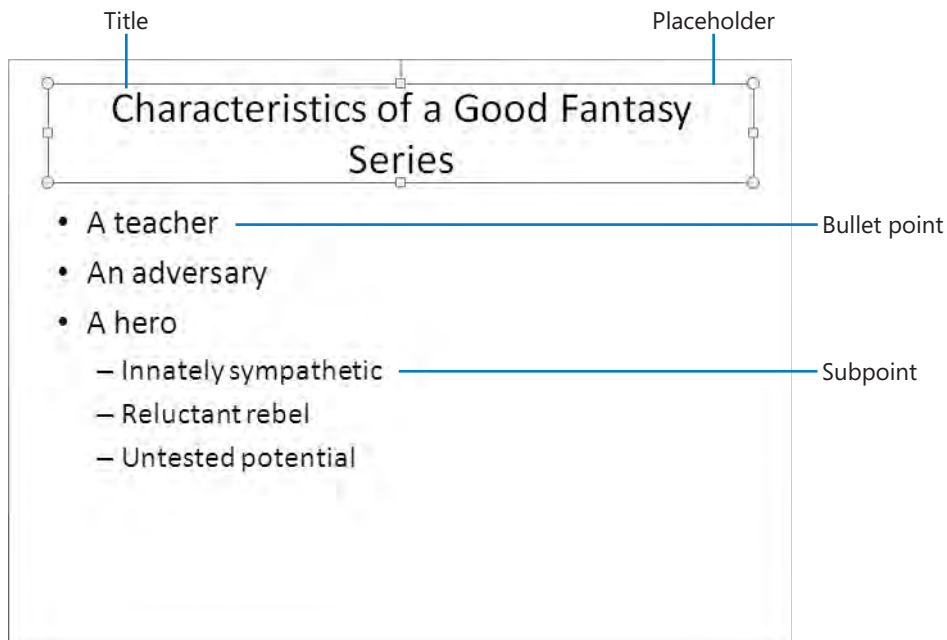 Title
Placeholder
Characteristics of a Good Fantasy
Series
• A teacher
Bullet point
• An adversary
• A hero
– Innately sympathetic
Subpoint
– Reluctant rebel
– Untested potential